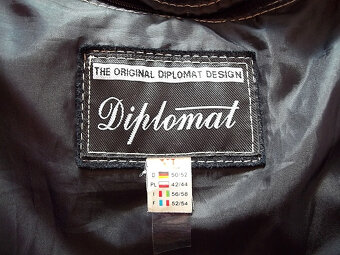 THE ORIGINAL DIPLOMAT DESIGN
Diplomat
D 50/52
PL 42/44
I 56/58
F 52/54